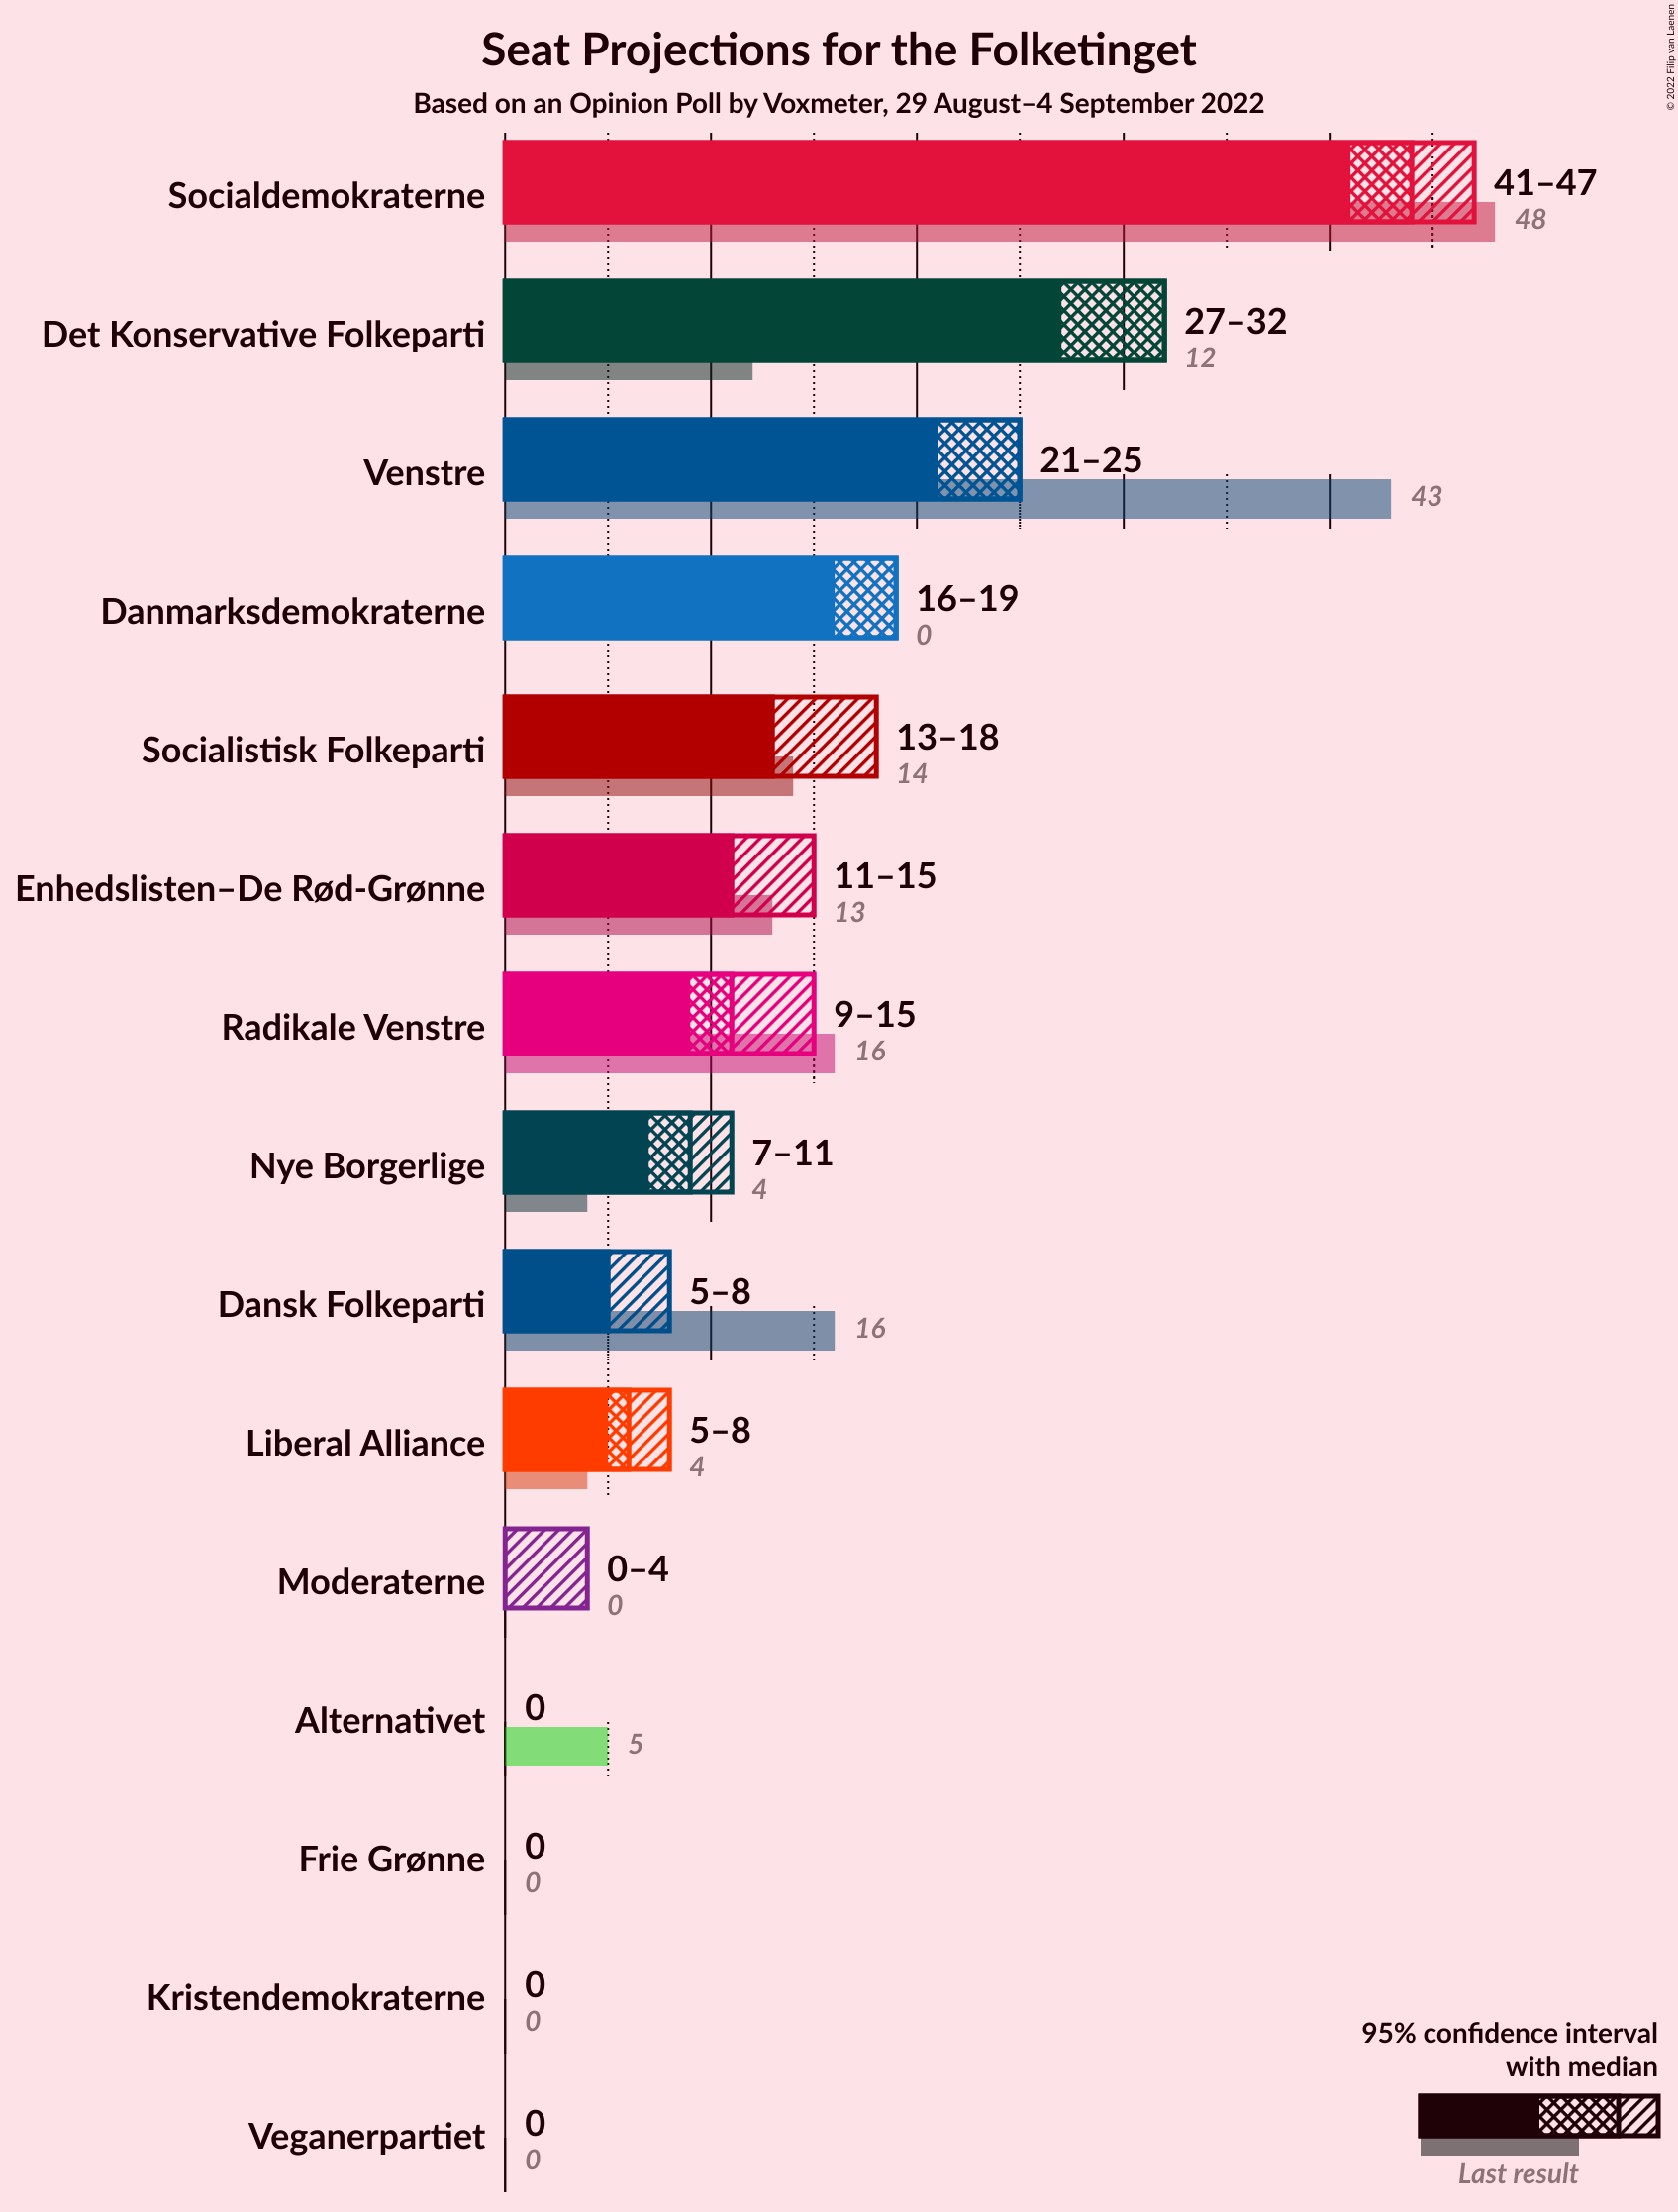 Seat Projections for the Folketinget
Based on an Opinion Poll by Voxmeter, 29 August–4 September 2022
© 2022 Filip van Laenen
Socialdemokraterne
41–47
48
Det Konservative Folkeparti
27–32
12
Venstre
21–25
43
Danmarksdemokraterne
16–19
0
Socialistisk Folkeparti
13–18
14
Enhedslisten–De Rød-Grønne
11–15
13
Radikale Venstre
9–15
16
Nye Borgerlige
7–11
4
Dansk Folkeparti
5–8
16
Liberal Alliance
5–8
4
Moderaterne
0–4
0
Alternativet
0
5
Frie Grønne
0
0
Kristendemokraterne
0
0
Veganerpartiet
0
0
95% confidence interval
with median
Last result